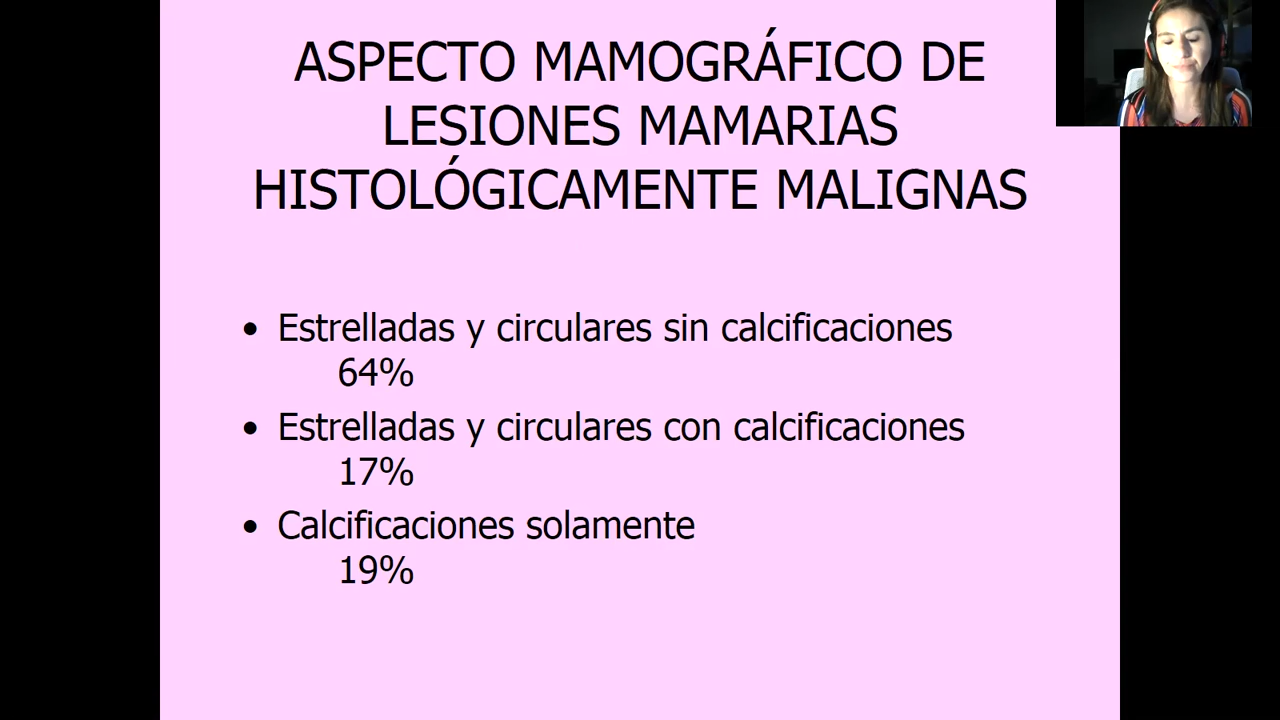 ASPECTO MAMOGRÁFICO DE
LESIONES MAMARIAS
HISTOLÓGICAMENTE MALIGNAS
• Estrelladas y circulares sin calcificaciones
64%
• Estrelladas y circulares con calcificaciones
17%
• Calcificaciones solamente
19%